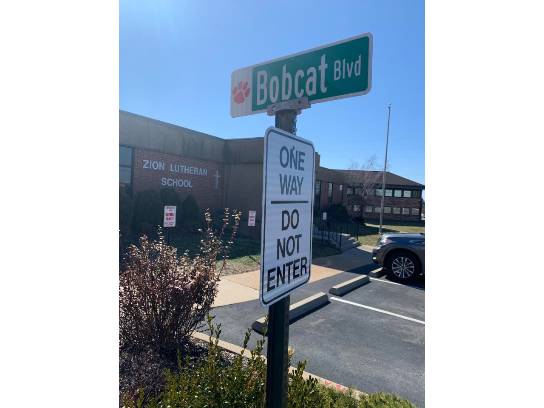 Bobcat Blvd
ZION LUTHERAN
SCHOOL
ONE
WAY
DO
NOT
ENTER